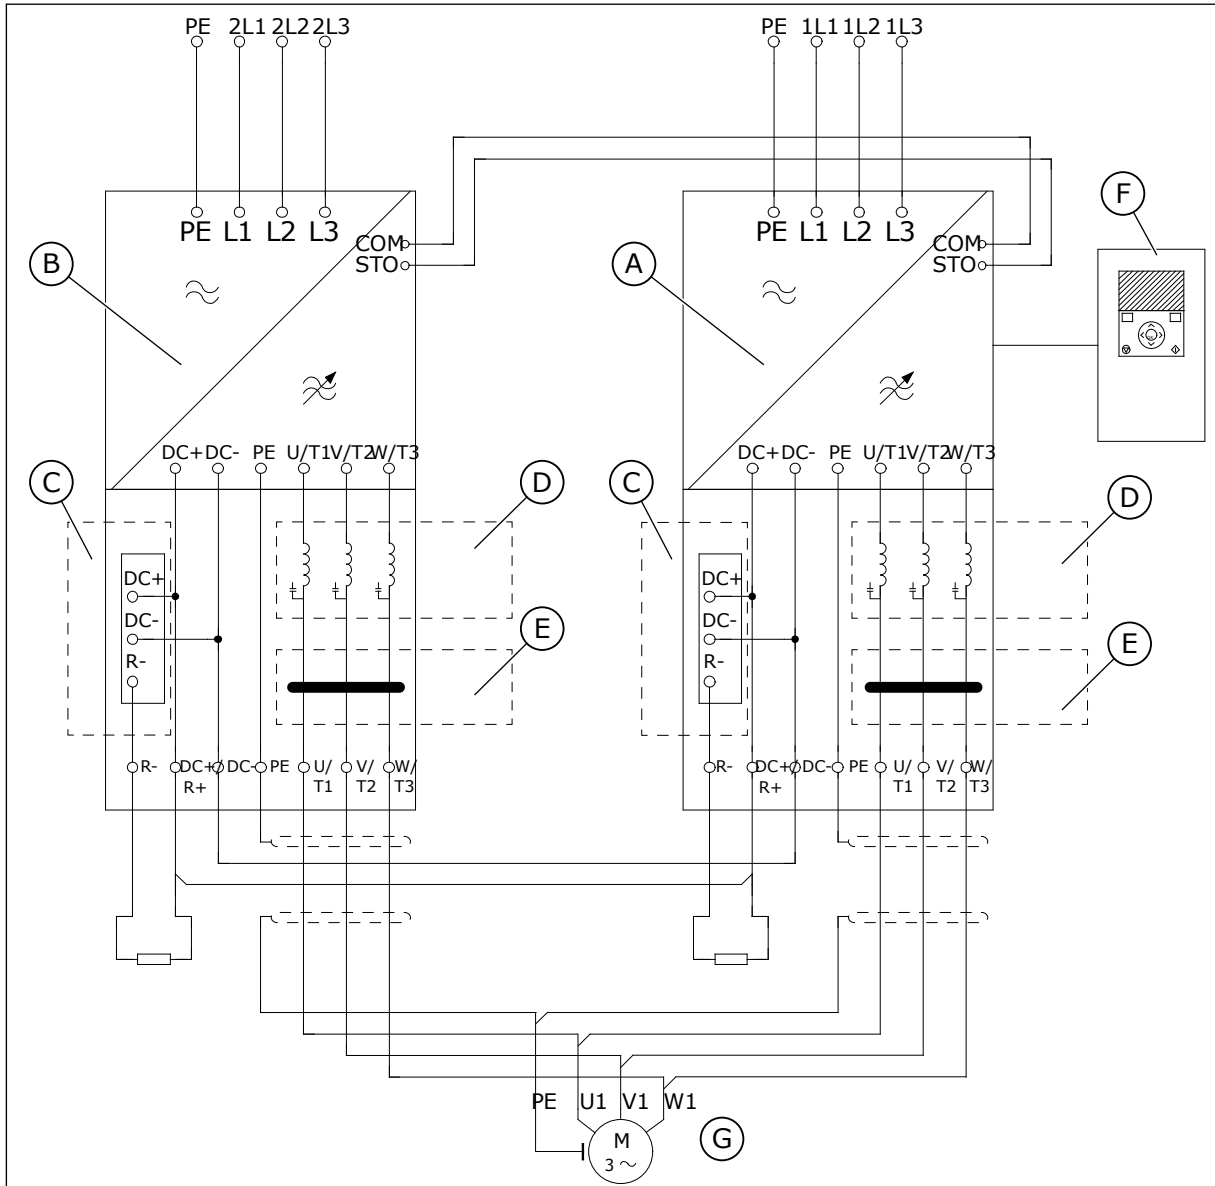 PE 2L1 2L2 2L3
PE 1L1 1L2 1L3
F
PE L1 L2 L3
COM
STO
PE L1 L2 L3
COM
STO
B
A
DC+ DC- PE U/T1 V/T2 W/T3
DC+ DC- PE U/T1 V/T2 W/T3
C
D
C
D
DC+
DC-
R-
DC+
DC-
R-
E
E
R- DC+/ DC- PE U/ V/ W/
R+ T1 T2 T3
R- DC+/ DC- PE U/ V/ W/
R+ T1 T2 T3
PE U1 V1 W1
M
3 ~
G